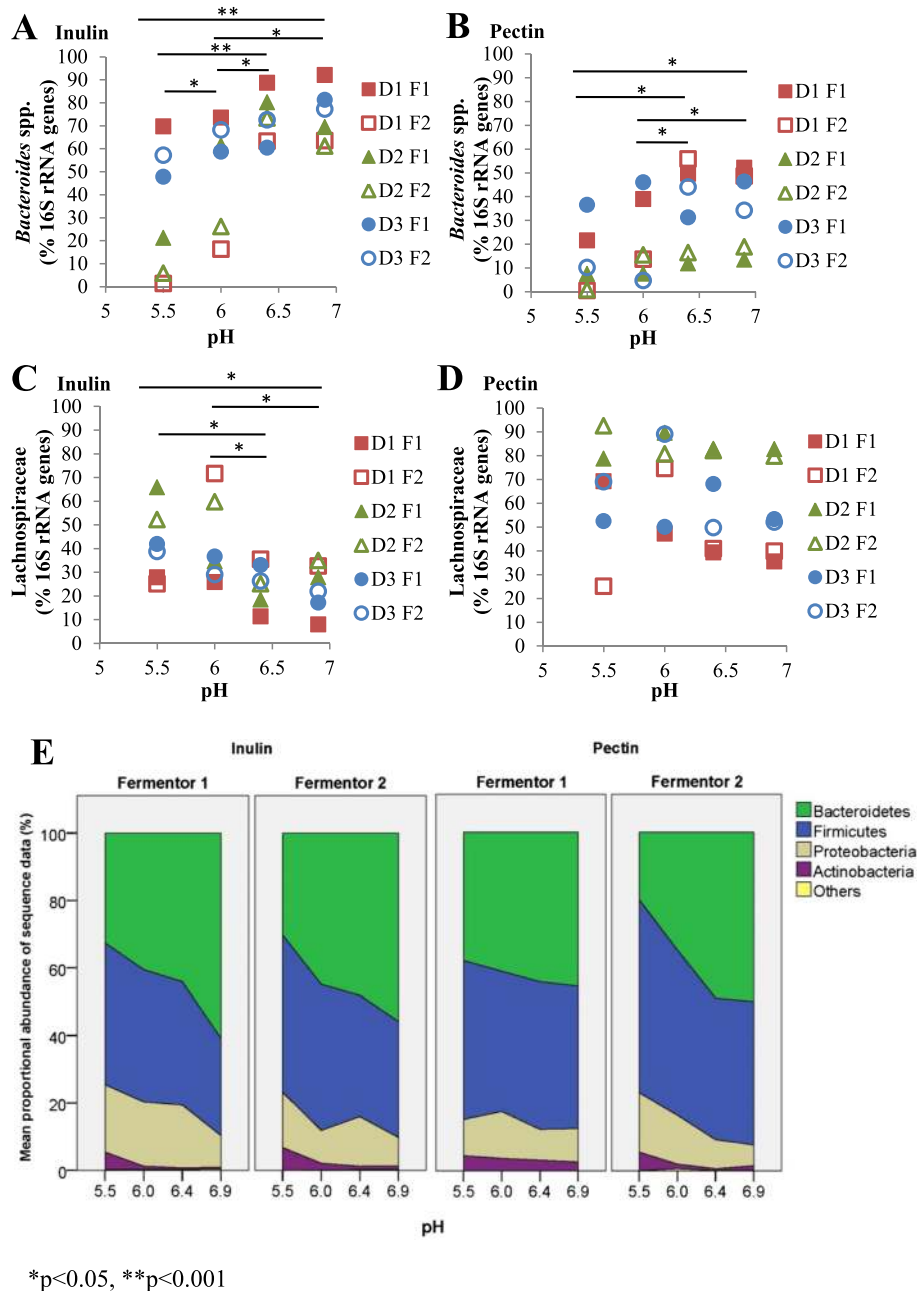 A Inulin
**
**
*
*
*
Bacteroides spp.
(% 16S rRNA genes)
100
90
80
70
60
50
40
30
20
10
0
5 5.5 6 6.5 7
pH
D1 F1
D1 F2
D2 F1
D2 F2
D3 F1
D3 F2
B Pectin
*
*
*
*
Bacteroides spp.
(% 16S rRNA genes)
100
90
80
70
60
50
40
30
20
10
0
5 5.5 6 6.5 7
pH
D1 F1
D1 F2
D2 F1
D2 F2
D3 F1
D3 F2
C Inulin
*
*
*
*
Lachnospiraceae
(% 16S rRNA genes)
100
90
80
70
60
50
40
30
20
10
0
5 5.5 6 6.5 7
pH
D1 F1
D1 F2
D2 F1
D2 F2
D3 F1
D3 F2
D Pectin
Lachnospiraceae
(% 16S rRNA genes)
100
90
80
70
60
50
40
30
20
10
0
5 5.5 6 6.5 7
pH
D1 F1
D1 F2
D2 F1
D2 F2
D3 F1
D3 F2
E
Inulin Pectin
Fermentor 1 Fermentor 2 Fermentor 1 Fermentor 2
Mean proportional abundance of sequence data (%)
100
80
60
40
20
0
5.5 6.0 6.4 6.9 5.5 6.0 6.4 6.9 5.5 6.0 6.4 6.9 5.5 6.0 6.4 6.9
pH
Bacteroidetes
Firmicutes
Proteobacteria
Actinobacteria
Others
*p<0.05, **p<0.001